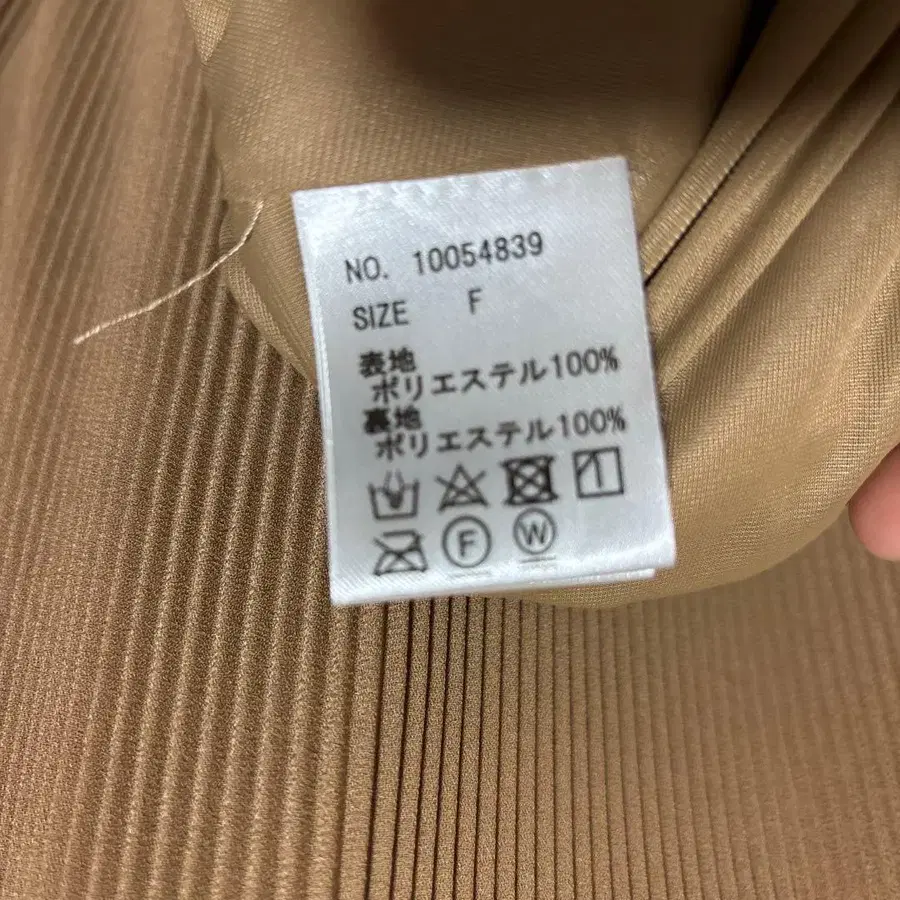 NO. 10054839
SIZE F
表地
ポリエステル100%
裏地
ポリエステル100%
F W